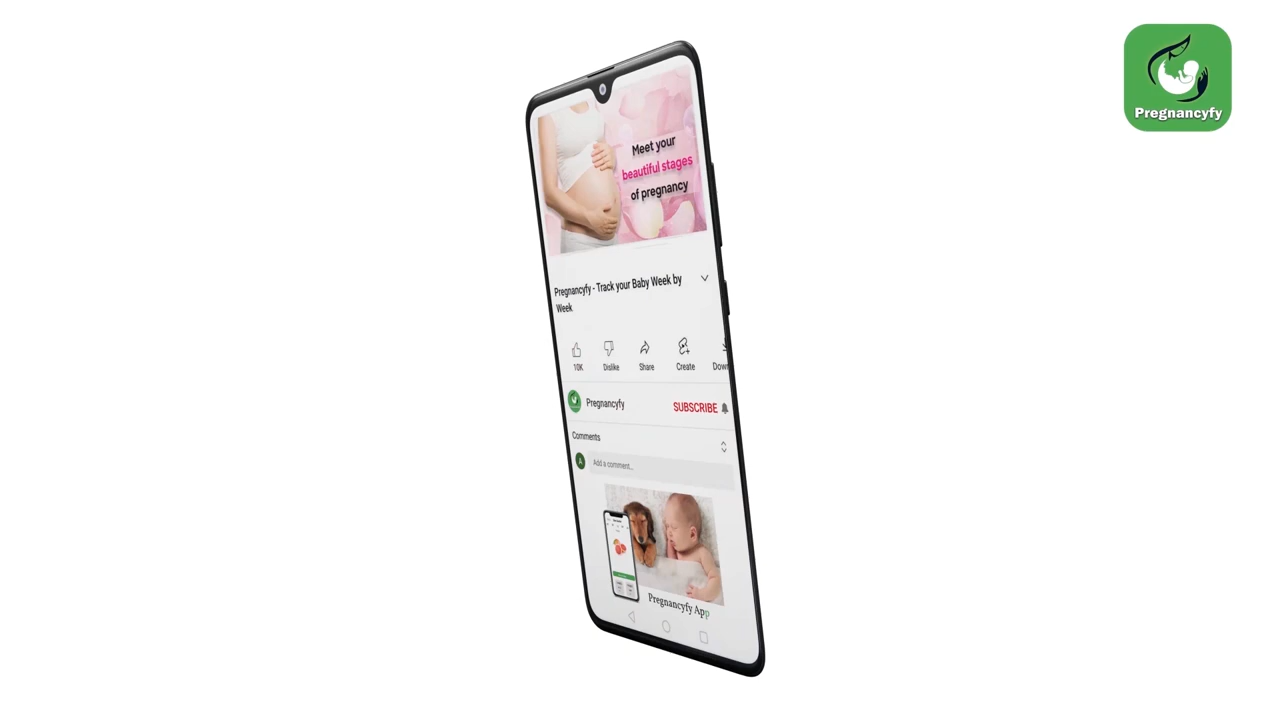 Pregnancyfy
Meet your
beautiful stages
of pregnancy
Pregnancyfy - Track your Baby Week by
Week
10K
Dislike
Share
Create
Down
Pregnancyfy
SUBSCRIBE
Comments
A
Add a comment...
Pregnancyfy App